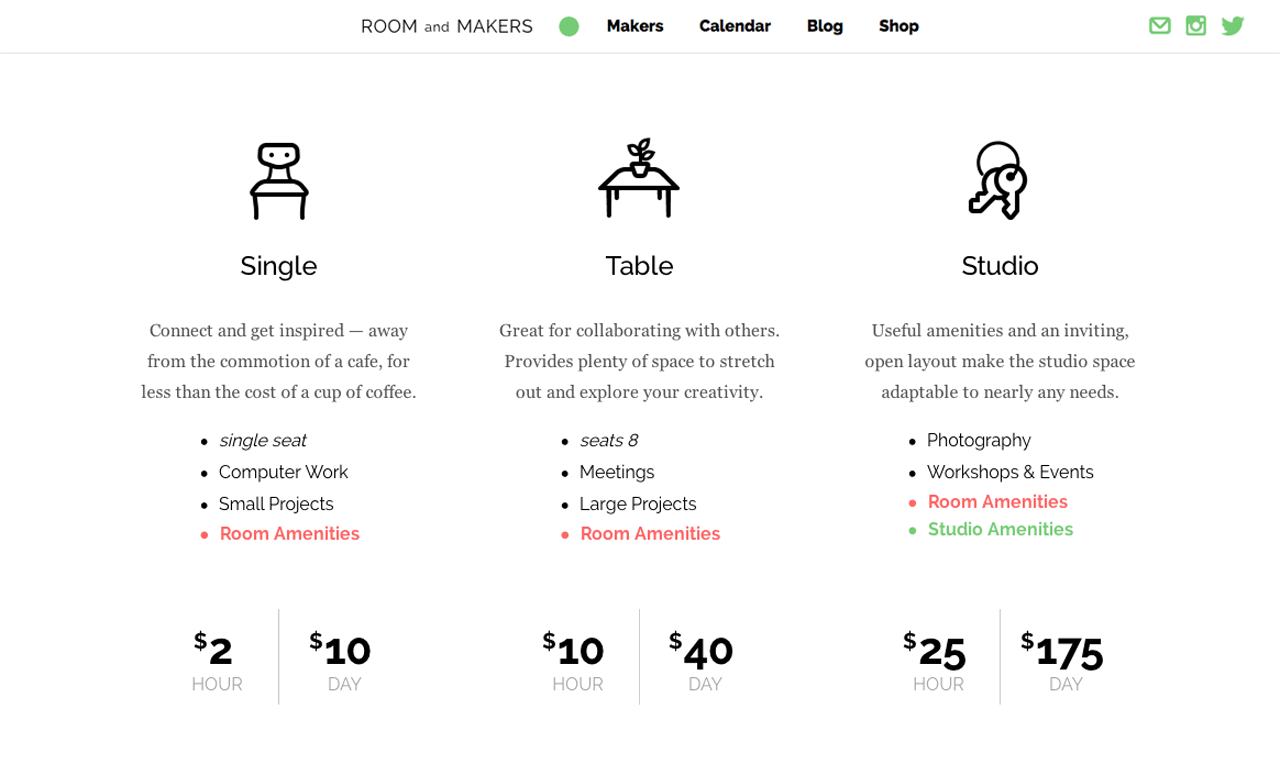 ROOM and MAKERS Makers Calendar Blog Shop
Single
Connect and get inspired — away
from the commotion of a cafe, for
less than the cost of a cup of coffee.
single seat
Computer Work
Small Projects
Room Amenities
$2 HOUR
$10 DAY
Table
Great for collaborating with others.
Provides plenty of space to stretch
out and explore your creativity.
seats 8
Meetings
Large Projects
Room Amenities
$10 HOUR
$40 DAY
Studio
Useful amenities and an inviting,
open layout make the studio space
adaptable to nearly any needs.
Photography
Workshops & Events
Room Amenities
Studio Amenities
$25 HOUR
$175 DAY